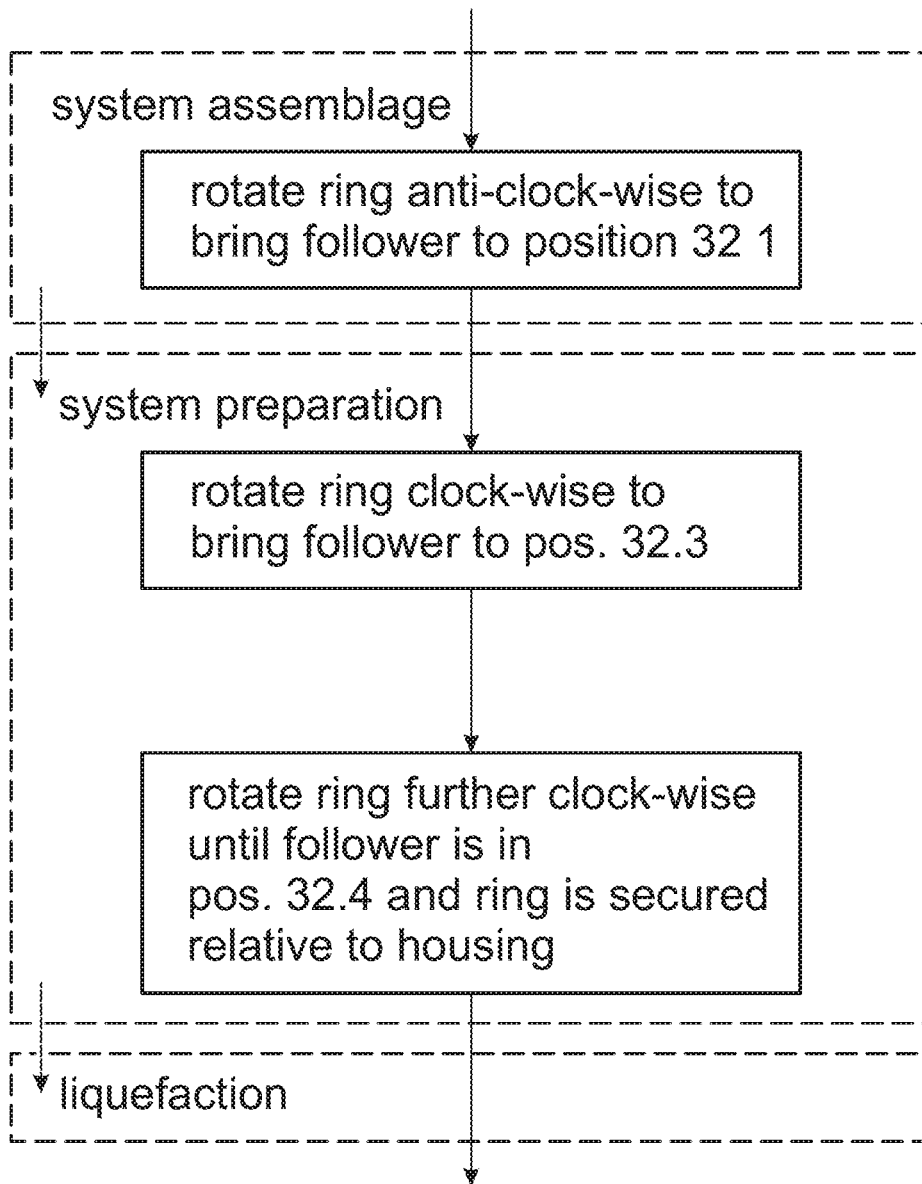 system assemblage
rotate ring anti-clock-wise to
bring follower to position 32 1
system preparation
rotate ring clock-wise to
bring follower to pos. 32.3
rotate ring further clock-wise
until follower is in
pos. 32.4 and ring is secured
relative to housing
liquefaction